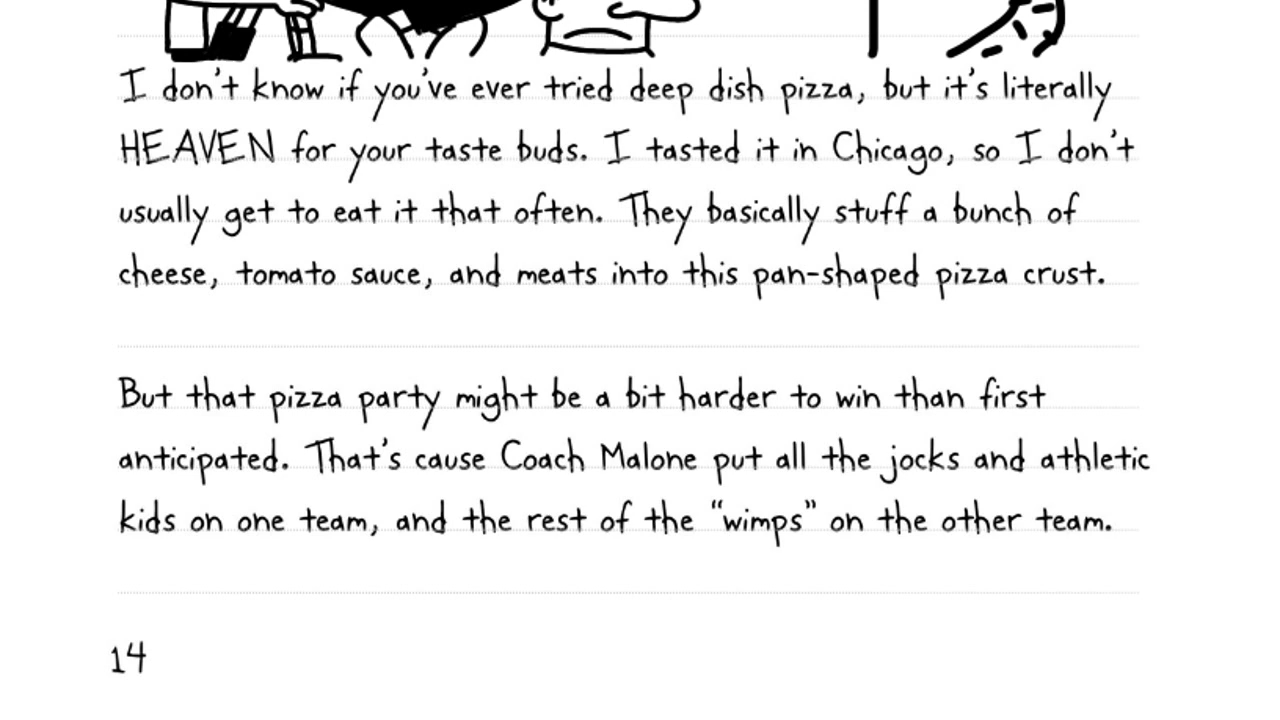 I don't know if you've ever tried deep dish pizza, but it's literally
HEAVEN for your taste buds. I tasted it in Chicago, so I don't
usually get to eat it that often. They basically stuff a bunch of
cheese, tomato sauce, and meats into this pan-shaped pizza crust.
But that pizza party might be a bit harder to win than first
anticipated. That's cause Coach Malone put all the jocks and athletic
kids on one team, and the rest of the "wimps" on the other team.
14